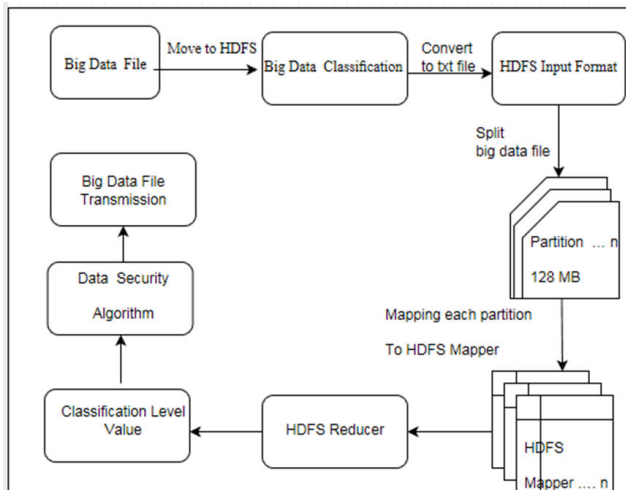 Big Data File
Move to HDFS
Big Data Classification
Convert
to txt file
HDFS Input Format
Split
big data file
Partition ... n
128 MB
Mapping each partition
To HDFS Mapper
HDFS
Mapper .... n
HDFS Reducer
Classification Level
Value
Data Security
Algorithm
Big Data File
Transmission